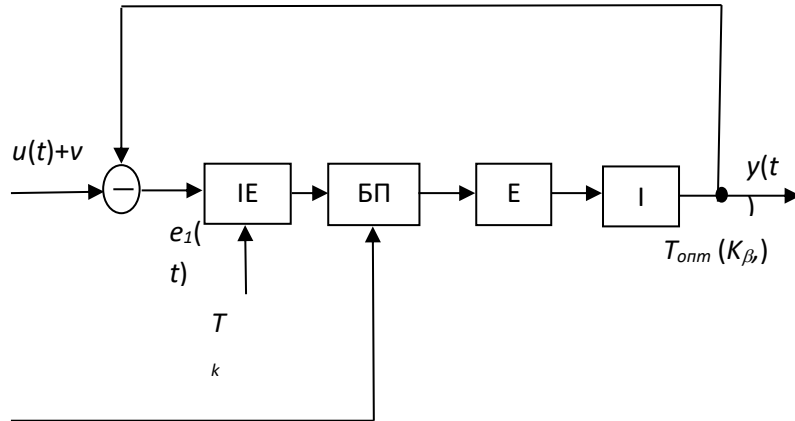 u(t)+v
–
IE
БП
E
I
y(t
)
e1(
t)
Tопт (Kβ,)
T
k